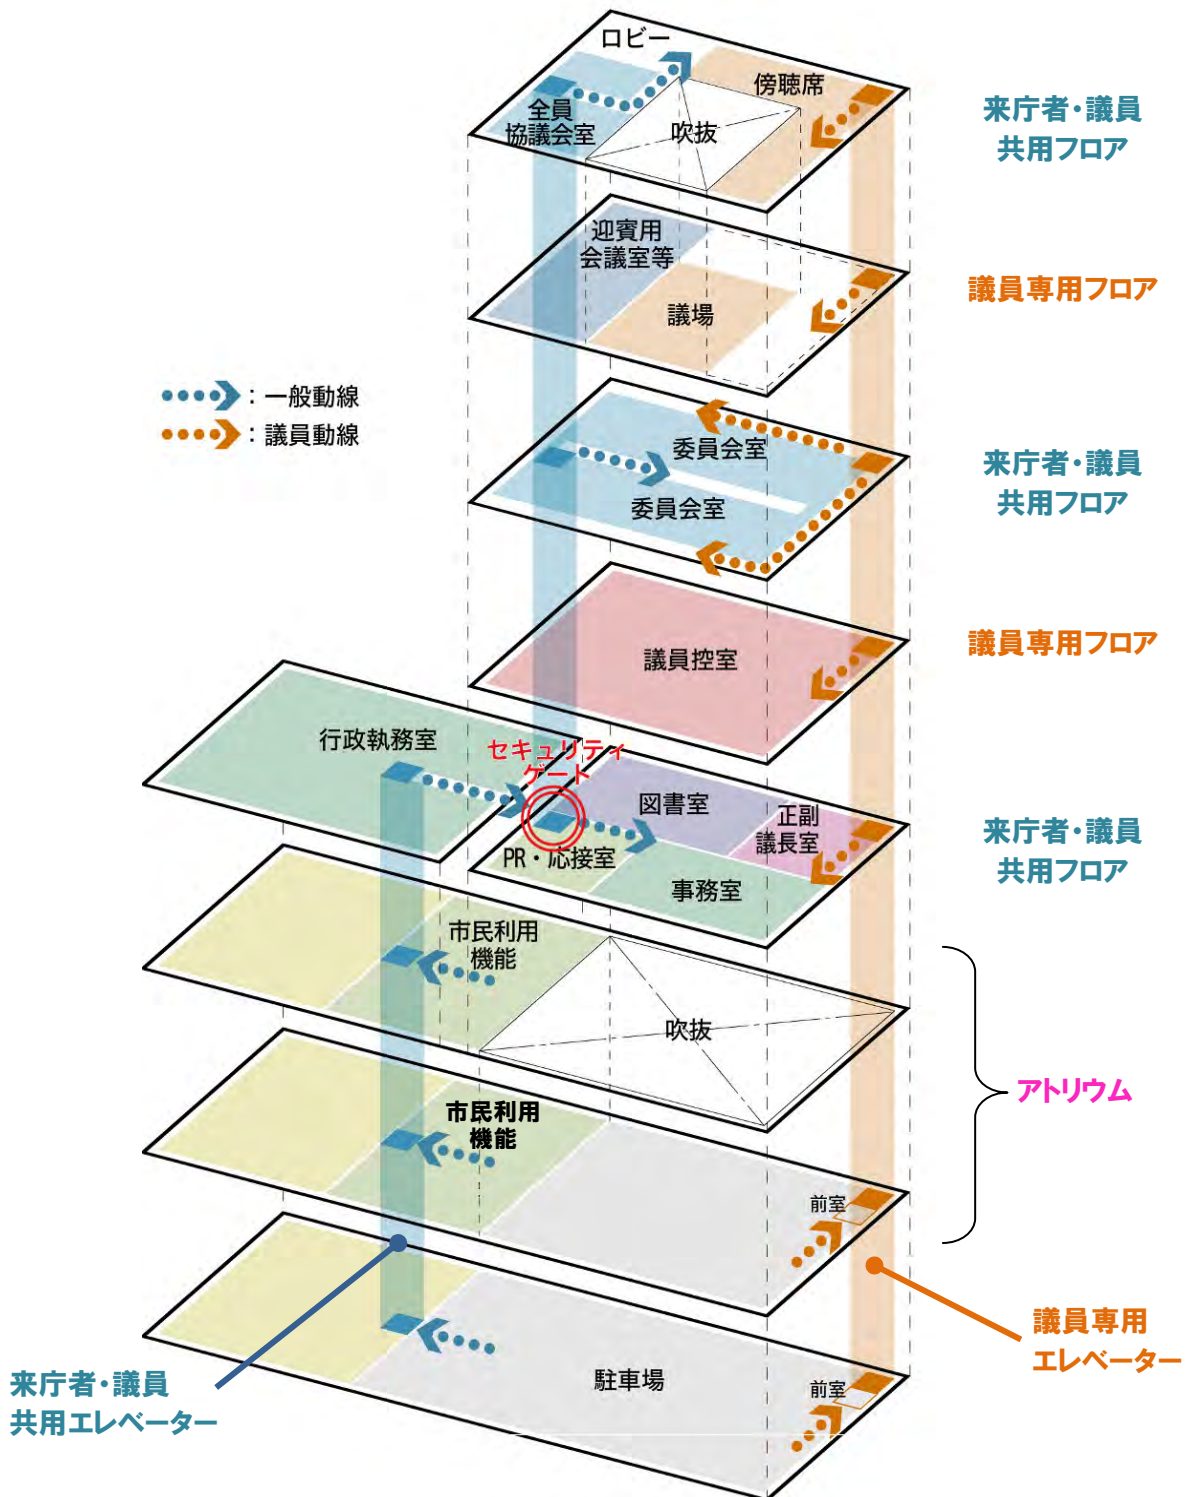 ロビー
傍聴席
全員
協議会室
吹抜
来庁者・議員
共用フロア
迎賓用
会議室等
議場
議員専用フロア
：一般動線
：議員動線
委員会室
委員会室
来庁者・議員
共用フロア
議員控室
議員専用フロア
行政執務室
セキュリティ
ゲート
図書室
正副
議長室
PR・応接室
事務室
来庁者・議員
共用フロア
市民利用
機能
吹抜
アトリウム
市民利用
機能
前室
議員専用
エレベーター
来庁者・議員
共用エレベーター
駐車場
前室